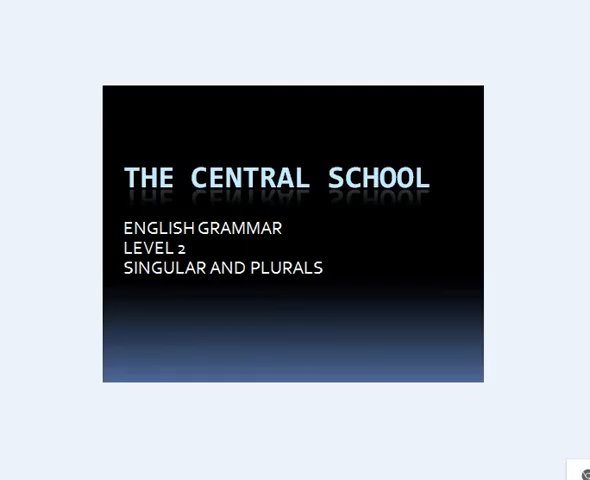 THE CENTRAL SCHOOL
ENGLISH GRAMMAR
LEVEL 2
SINGULAR AND PLURALS